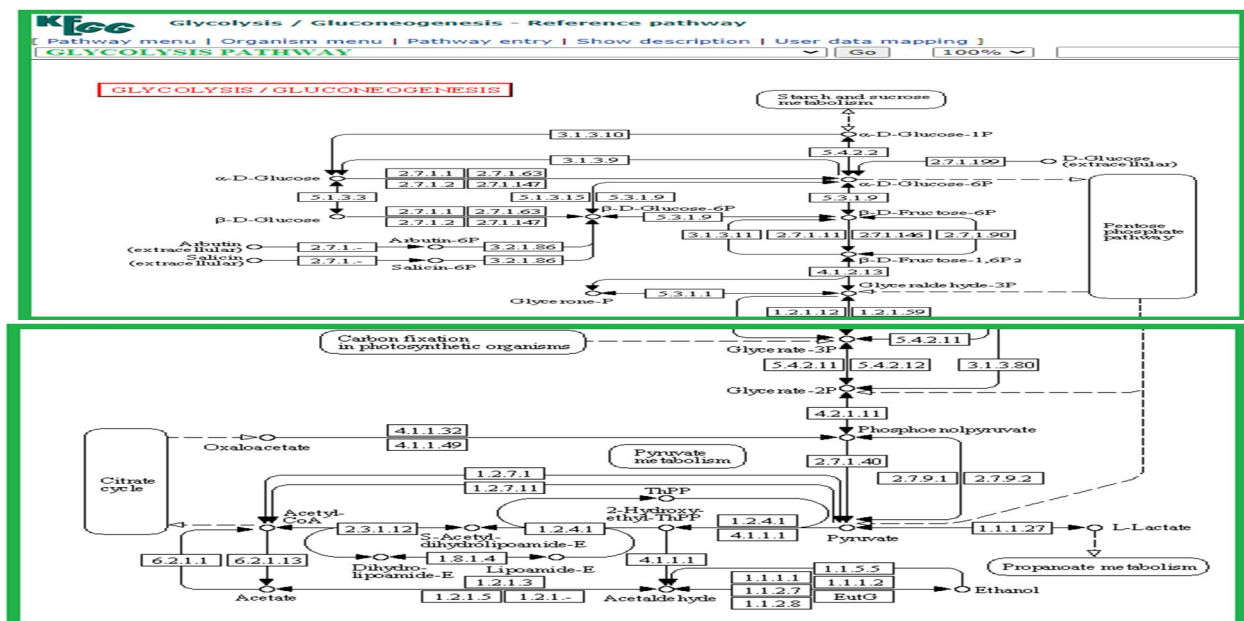 KEGG
Glycolysis / Gluconeogenesis - Reference pathway
[ Pathway menu | Organism menu | Pathway entry | Show description | User data mapping ]
GLYCOLYSIS PATHWAY
Go
100%
GLYCOLYSIS / GLUCONEOGENESIS
Starch and sucrose
metabolism
3.1.3.10
α-D-Glucose-1P
5.4.2.2
3.1.3.9
2.7.1.199
D-Glucose
(extracellular)
α-D-Glucose
2.7.1.1 2.7.1.63
2.7.1.2 2.7.1.147
α-D-Glucose-6P
5.1.3.3
5.1.3.15 5.3.1.9
5.3.1.9
β-D-Glucose-6P
β-D-Glucose
2.7.1.1 2.7.1.63
2.7.1.2 2.7.1.147
5.3.1.9
β-D-Fructose-6P
Pentose
phosphate
pathway
3.1.3.11 2.7.1.11 2.7.1.146 2.7.1.90
Arbutin
(extracellular)
2.7.1.-
Arbutin-6P
3.2.1.86
Salicin
(extracellular)
2.7.1.-
Salicin-6P
3.2.1.86
β-D-Fructose-1,6P2
4.1.2.13
Glyceraldehyde-3P
Glycerone-P
5.3.1.1
1.2.1.12 1.2.1.59
Carbon fixation
in photosynthetic organisms
5.4.2.11
Glycerate-3P
5.4.2.11 5.4.2.12
3.1.3.80
Glycerate-2P
4.2.1.11
Oxaloacetate
4.1.1.32
4.1.1.49
Phosphoenolpyruvate
Pyruvate
metabolism
2.7.1.40
Citrate
cycle
1.2.7.1
1.2.7.11
2.7.9.1 2.7.9.2
ThPP
Acetyl-
CoA
2-Hydroxy-
ethyl-ThPP
2.3.1.12
S-Acetyl-
dihydrolipoamide-E
1.2.4.1
1.2.4.1
4.1.1.1
Pyruvate
1.1.1.27
L-Lactate
6.2.1.1 6.2.1.13
Dihydro-
lipoamide-E
1.8.1.4
Lipoamide-E
4.1.1.1
Propanoate metabolism
1.1.5.5
1.1.1.1 1.1.1.2
1.1.2.7 EutG
1.1.2.8
Ethanol
Acetate
1.2.1.3
1.2.1.5 1.2.1.-
Acetaldehyde